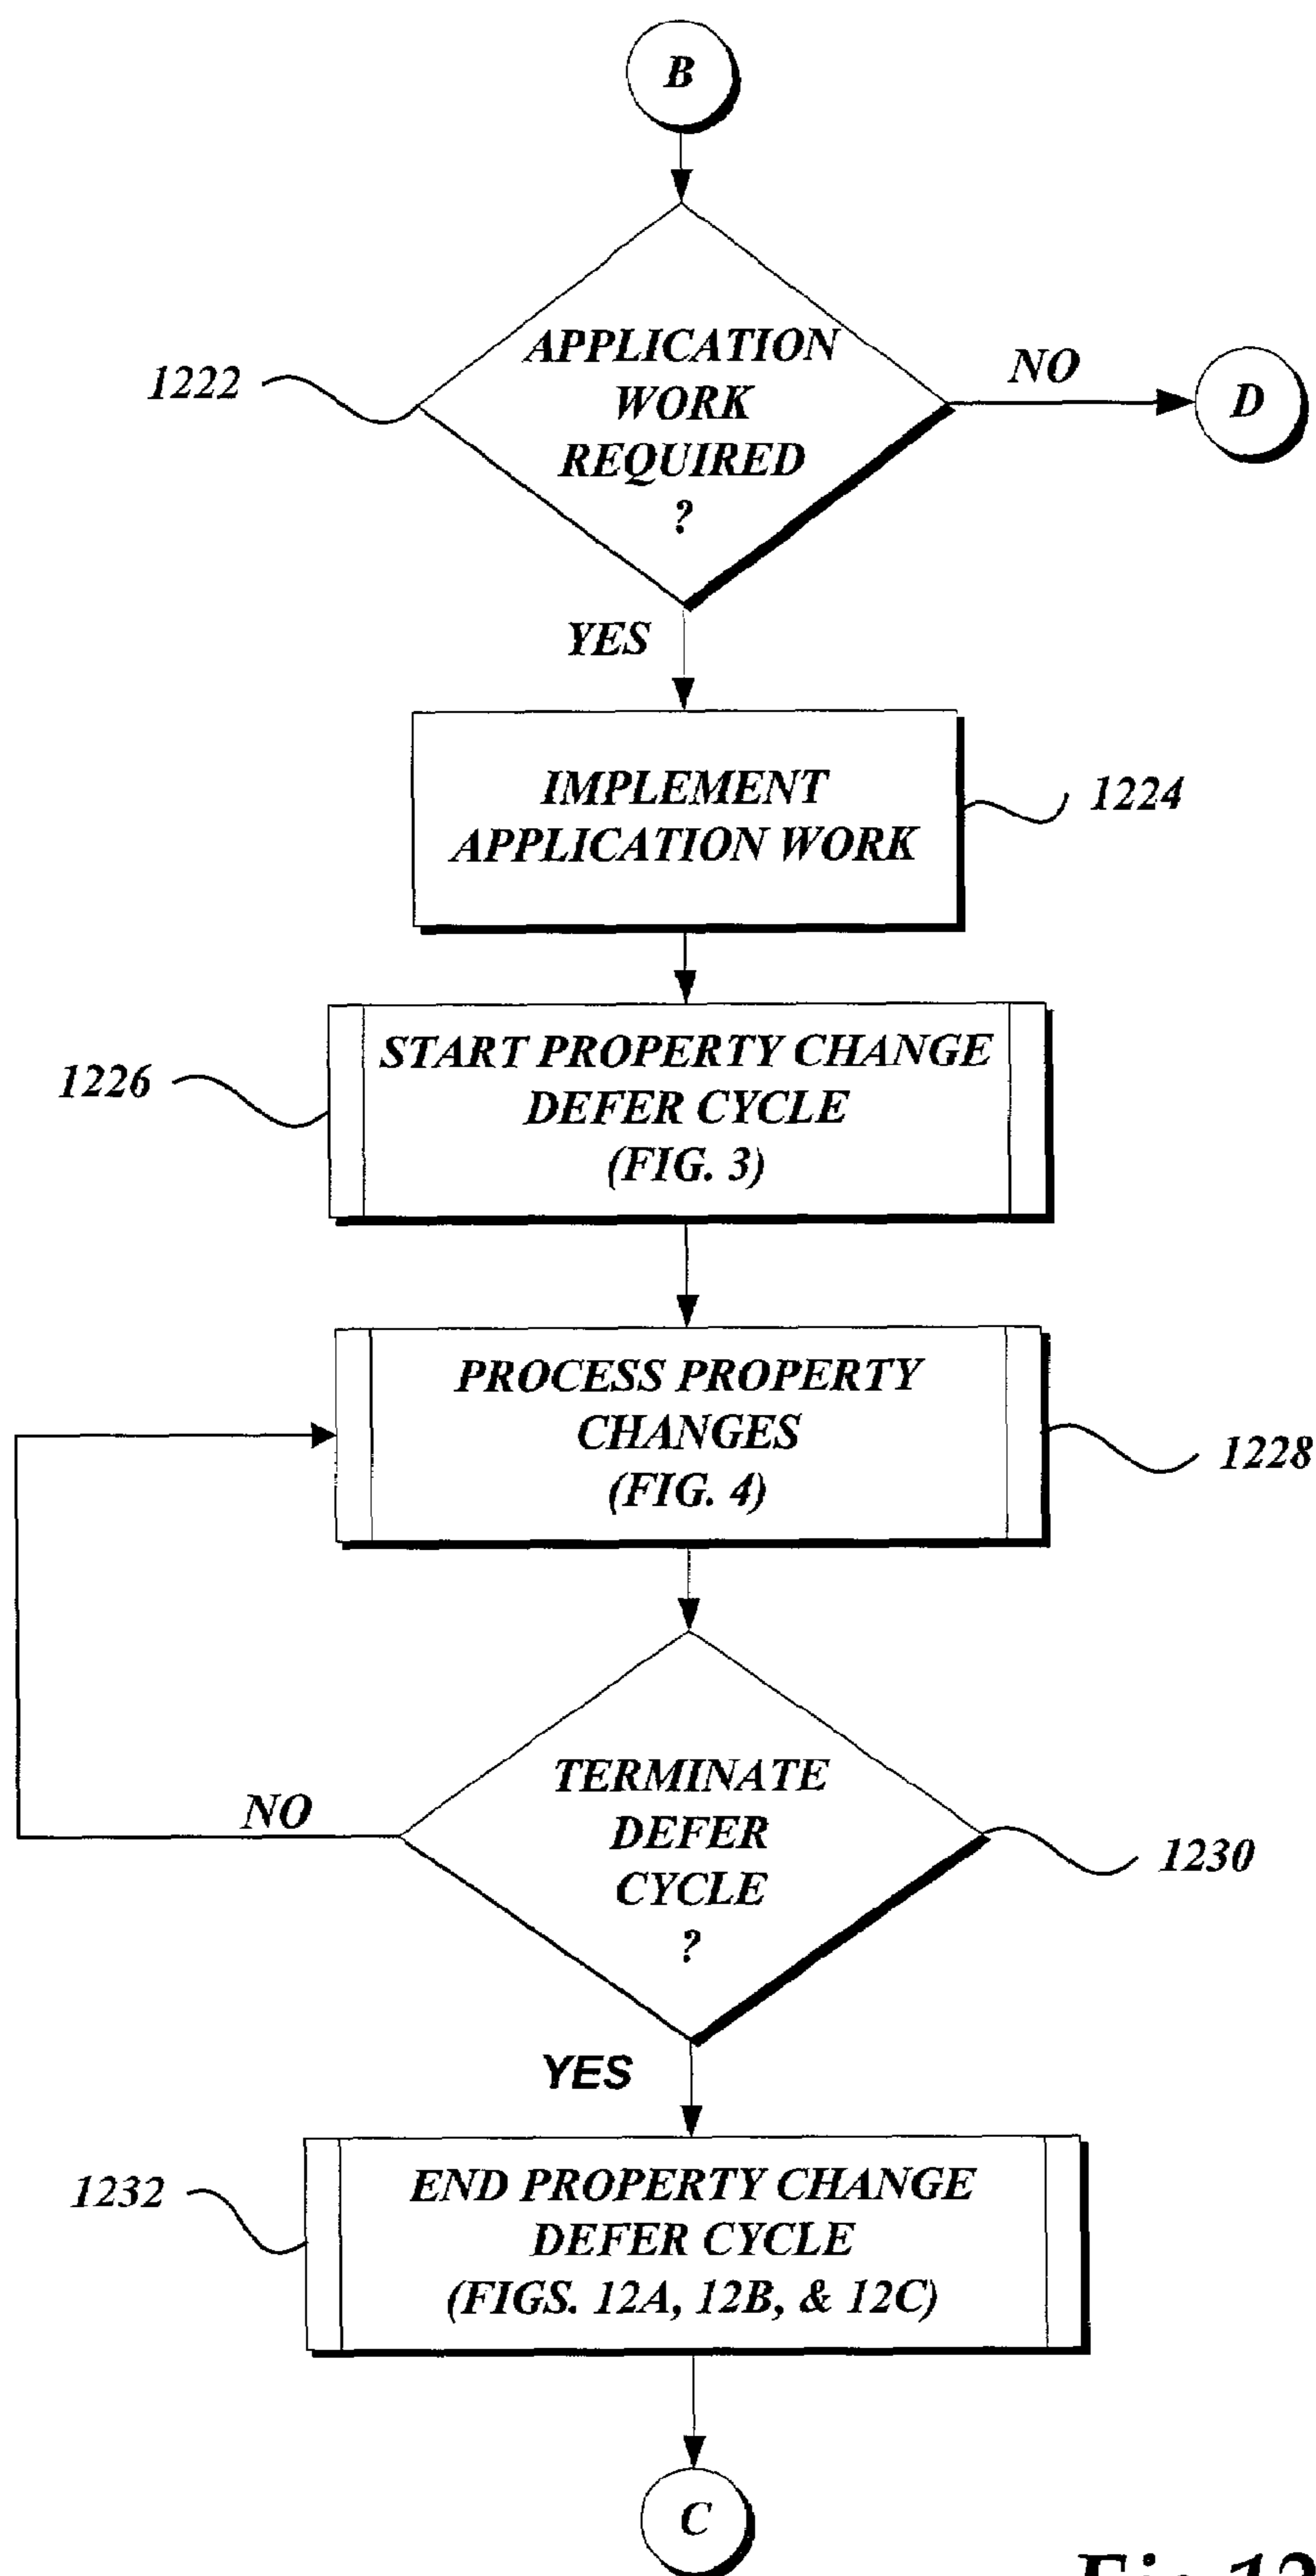 B
APPLICATION
WORK
REQUIRED
?
1222
NO
D
YES
IMPLEMENT
APPLICATION WORK
1224
START PROPERTY CHANGE
DEFER CYCLE
(FIG. 3)
1226
PROCESS PROPERTY
CHANGES
(FIG. 4)
1228
TERMINATE
DEFER
CYCLE
?
NO
1230
YES
END PROPERTY CHANGE
DEFER CYCLE
(FIGS. 12A, 12B, & 12C)
1232
C